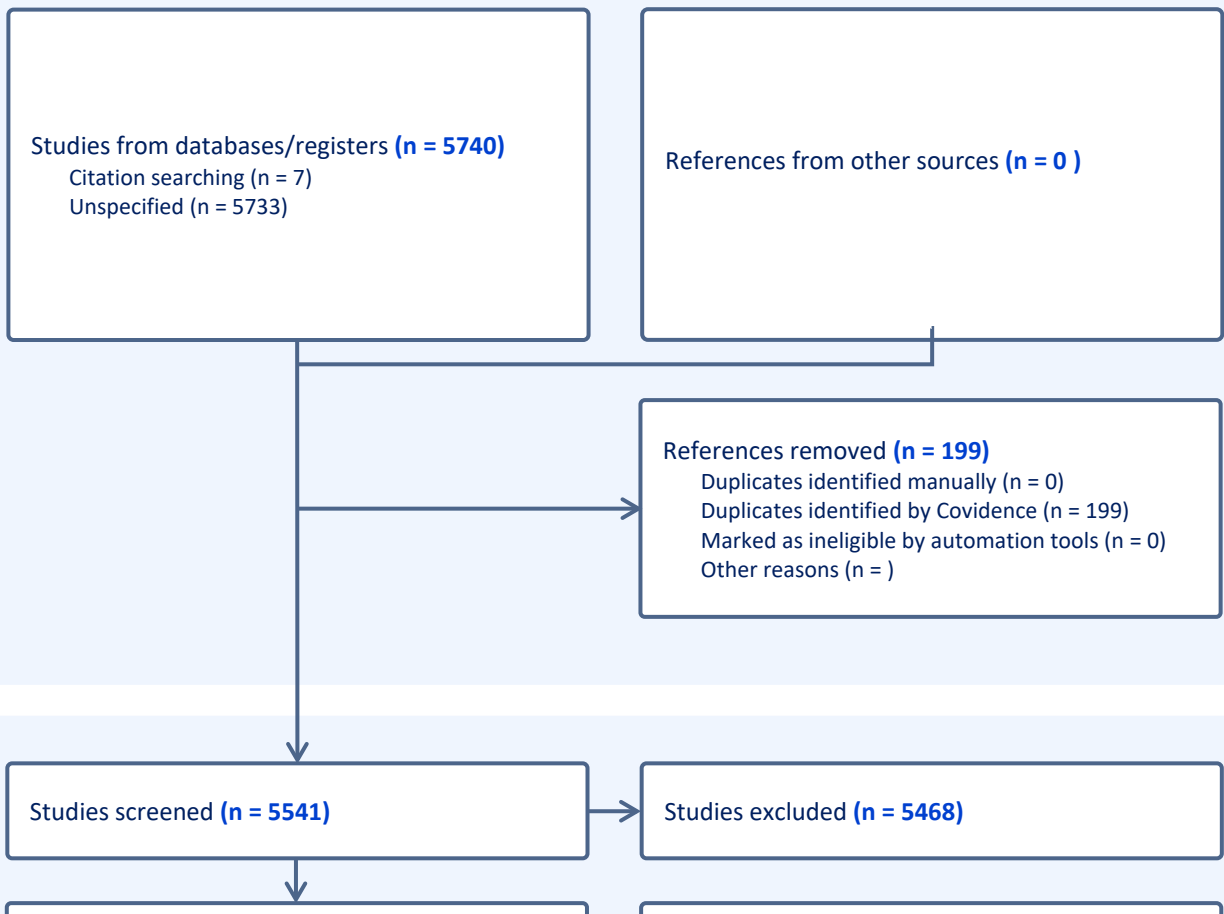 Studies from databases/registers (n = 5740)
Citation searching (n = 7)
Unspecified (n = 5733)
References from other sources (n = 0 )
References removed (n = 199)
Duplicates identified manually (n = 0)
Duplicates identified by Covidence (n = 199)
Marked as ineligible by automation tools (n = 0)
Other reasons (n = )
Studies screened (n = 5541)
Studies excluded (n = 5468)